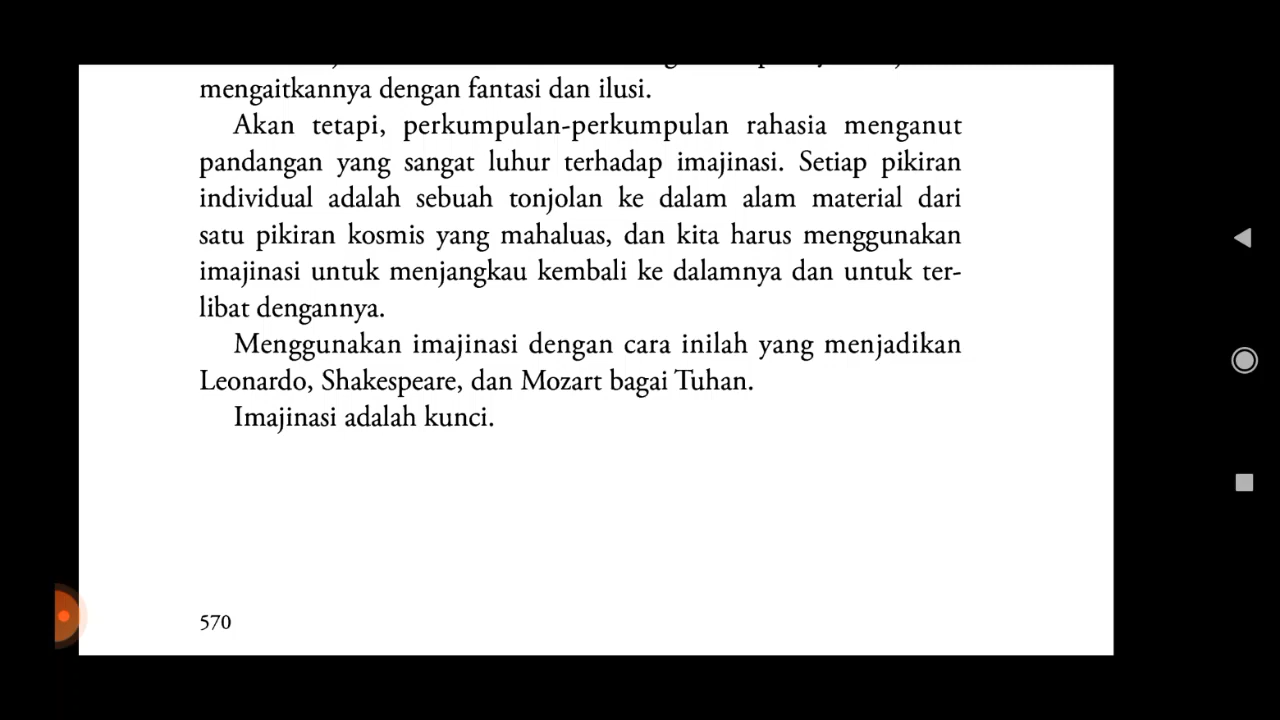 mengaitkannya dengan fantasi dan ilusi.
Akan tetapi, perkumpulan-perkumpulan rahasia menganut
pandangan yang sangat luhur terhadap imajinasi. Setiap pikiran
individual adalah sebuah tonjolan ke dalam alam material dari
satu pikiran kosmis yang mahaluas, dan kita harus menggunakan
imajinasi untuk menjangkau kembali ke dalamnya dan untuk ter-
libat dengannya.
Menggunakan imajinasi dengan cara inilah yang menjadikan
Leonardo, Shakespeare, dan Mozart bagai Tuhan.
Imajinasi adalah kunci.
570